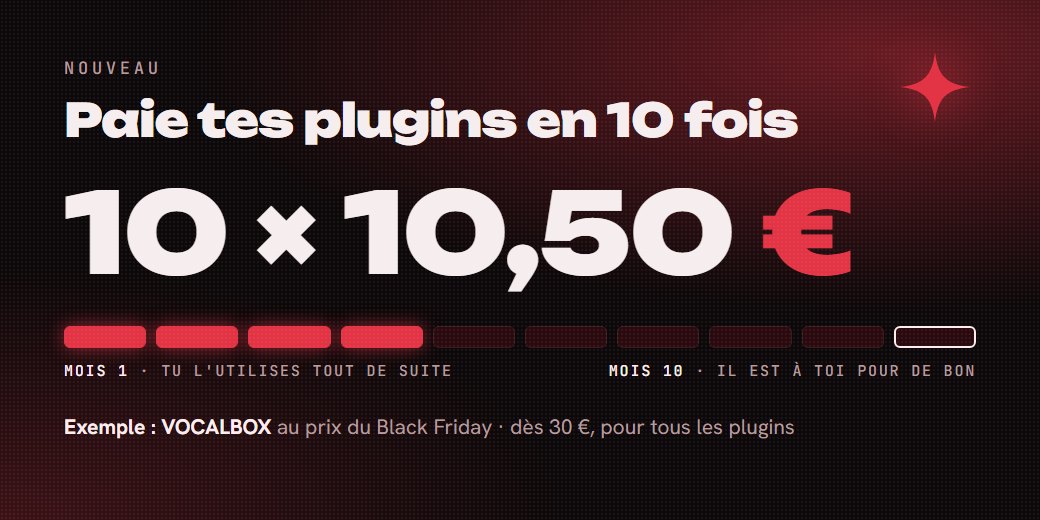 NOUVEAU
Paie tes plugins en 10 fois
10 × 10,50 €
MOIS 1 · TU L'UTILISES TOUT DE SUITE
MOIS 10 · IL EST À TOI POUR DE BON
Exemple : VOCALBOX au prix du Black Friday · dès 30 €, pour tous les plugins